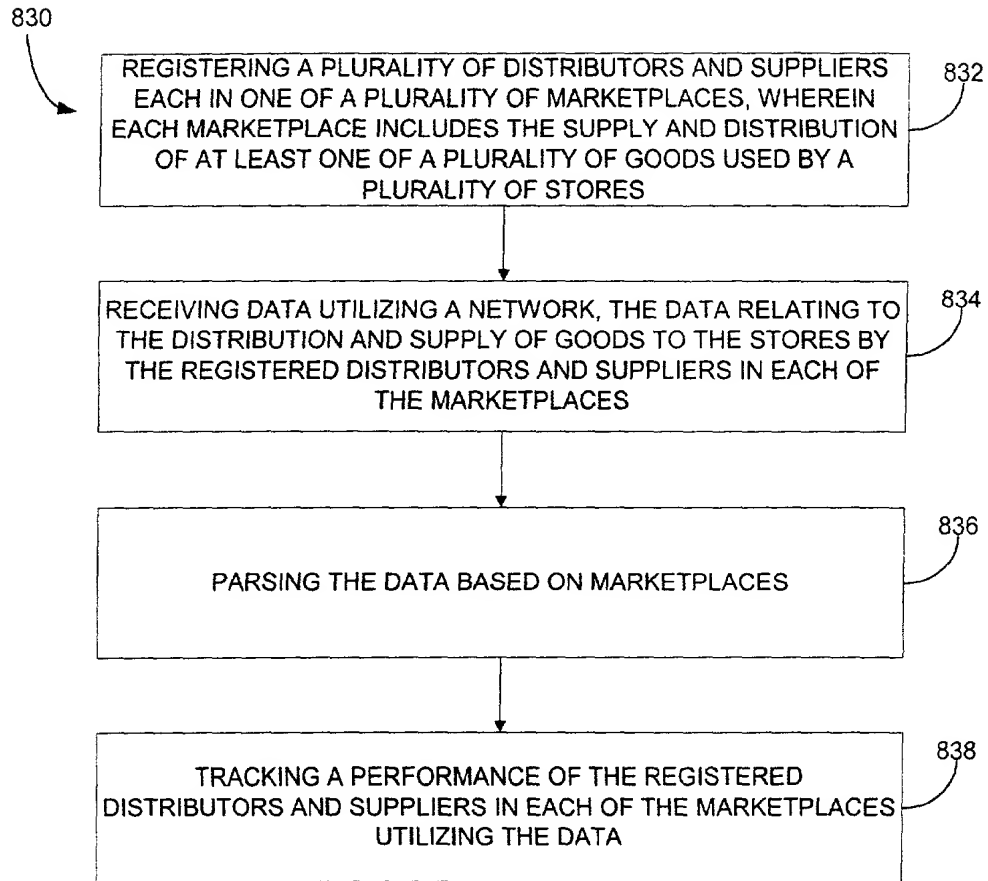 830
REGISTERING A PLURALITY OF DISTRIBUTORS AND SUPPLIERS
EACH IN ONE OF A PLURALITY OF MARKETPLACES, WHEREIN
EACH MARKETPLACE INCLUDES THE SUPPLY AND DISTRIBUTION
OF AT LEAST ONE OF A PLURALITY OF GOODS USED BY A
PLURALITY OF STORES
832
RECEIVING DATA UTILIZING A NETWORK, THE DATA RELATING TO
THE DISTRIBUTION AND SUPPLY OF GOODS TO THE STORES BY
THE REGISTERED DISTRIBUTORS AND SUPPLIERS IN EACH OF
THE MARKETPLACES
834
PARSING THE DATA BASED ON MARKETPLACES
836
TRACKING A PERFORMANCE OF THE REGISTERED
DISTRIBUTORS AND SUPPLIERS IN EACH OF THE MARKETPLACES
UTILIZING THE DATA
838